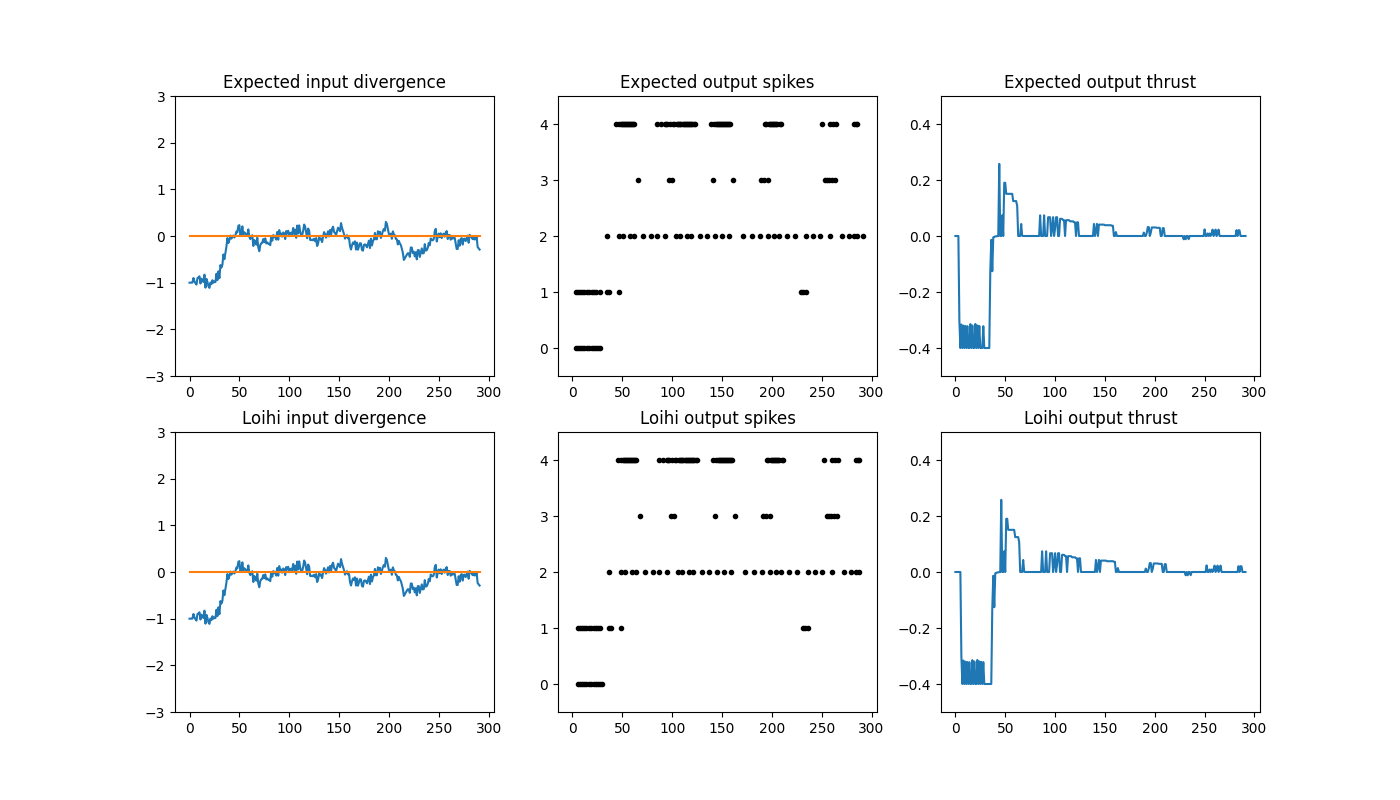 Expected input divergence
Expected output spikes
Expected output thrust
3
2
1
0
−1
−2
−3
0 50 100 150 200 250 300
4
3
2
1
0
0 50 100 150 200 250 300
0.4
0.2
0.0
−0.2
−0.4
0 50 100 150 200 250 300
Loihi input divergence
Loihi output spikes
Loihi output thrust
3
2
1
0
−1
−2
−3
0 50 100 150 200 250 300
4
3
2
1
0
0 50 100 150 200 250 300
0.4
0.2
0.0
−0.2
−0.4
0 50 100 150 200 250 300